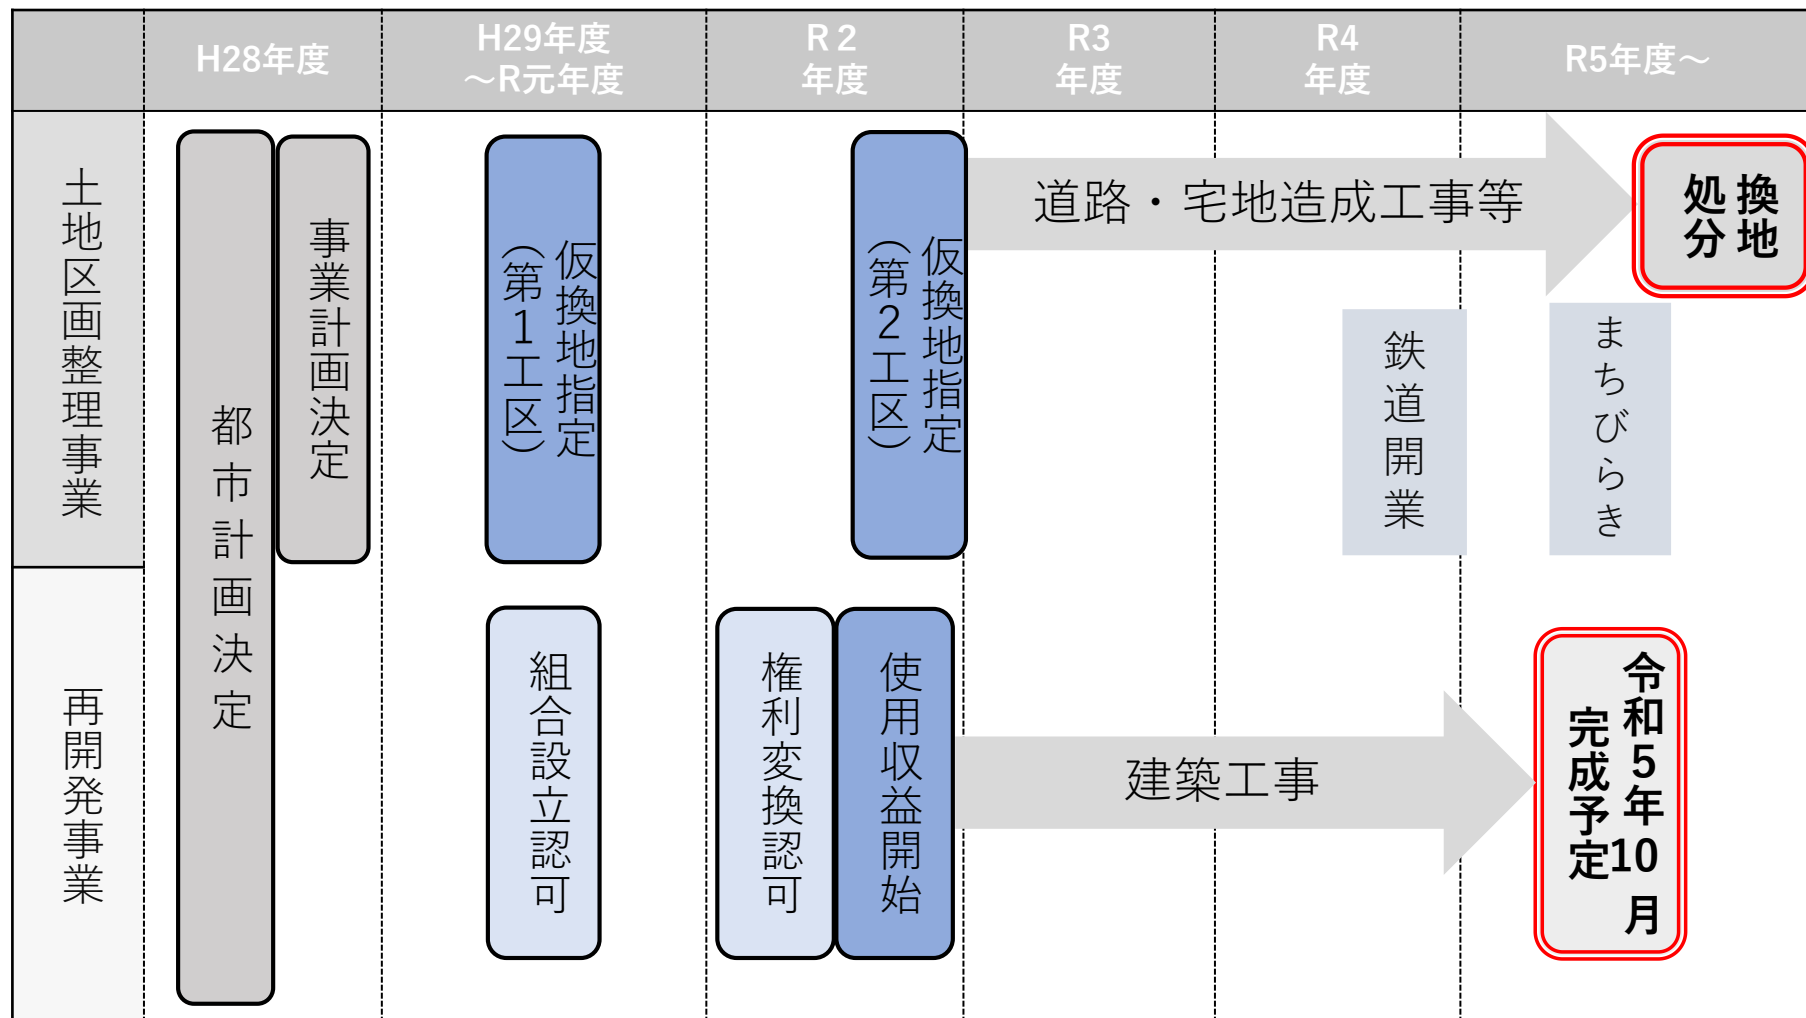 H28年度
H29年度
～R元年度
R２
年度
R3
年度
R4
年度
R5年度～
土地区画整理事業
都市計画決定
事業計画決定
仮換地指定
（第１工区）
仮換地指定
（第２工区）
道路・宅地造成工事等
換地
処分
鉄道開業
まちびらき
再開発事業
組合設立認可
権利変換認可
使用収益開始
建築工事
令和５年10月
完成予定